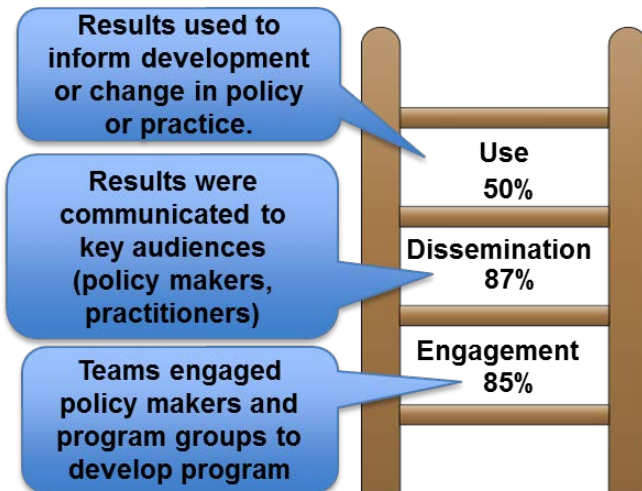 Results used to
inform development
or change in policy
or practice.
Use
50%
Results were
communicated to
key audiences
(policy makers,
practitioners)
Dissemination
87%
Teams engaged
policy makers and
program groups to
develop program
Engagement
85%